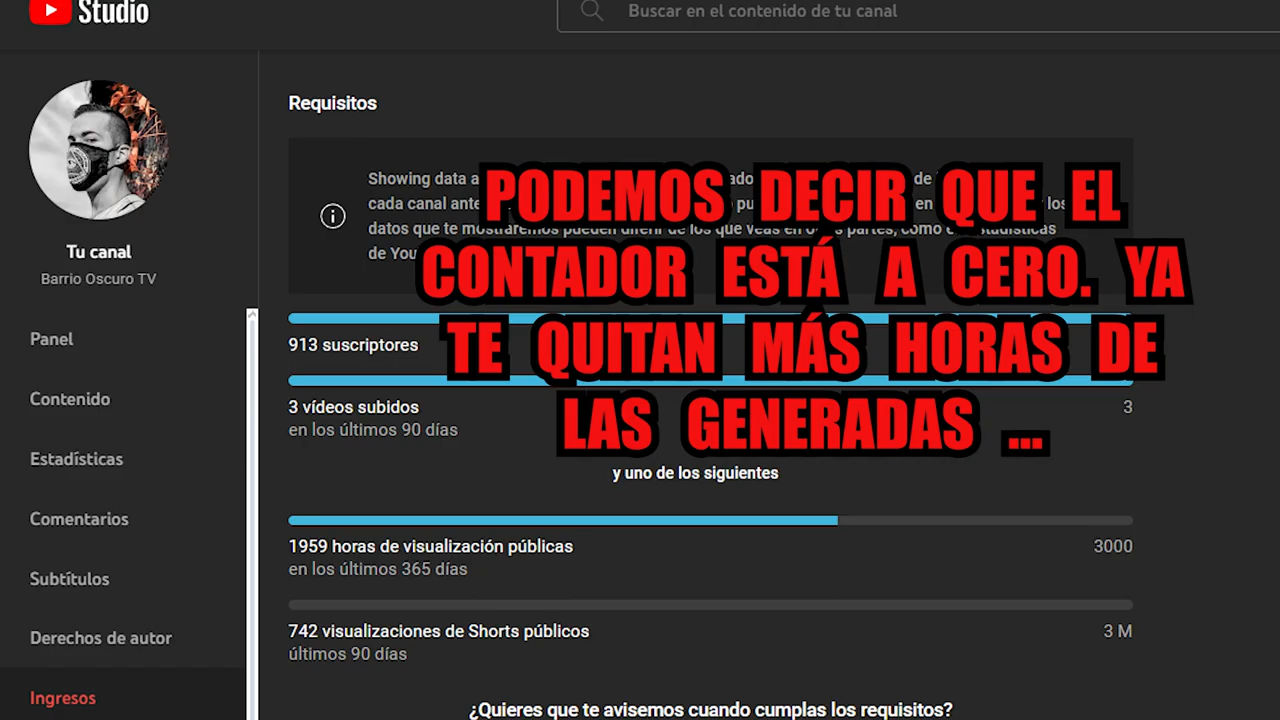 Studio
Buscar en el contenido de tu canal
Tu canal
Barrio Oscuro TV
Panel
Contenido
Estadísticas
Comentarios
Subtítulos
Derechos de autor
Ingresos
Requisitos
Showing data a
cada canal ante
datos que te mostraremos pueden diferir de los que veas en
de You
PODEMOS DECIR QUE EL
CONTADOR ESTÁ A CERO. YA
TE QUITAN MÁS HORAS DE
LAS GENERADAS ...
913 suscriptores
3 vídeos subidos
3
en los últimos 90 días
y uno de los siguientes
1959 horas de visualización públicas
3000
en los últimos 365 días
742 visualizaciones de Shorts públicos
3 M
últimos 90 días
¿Quieres que te avisemos cuando cumplas los requisitos?